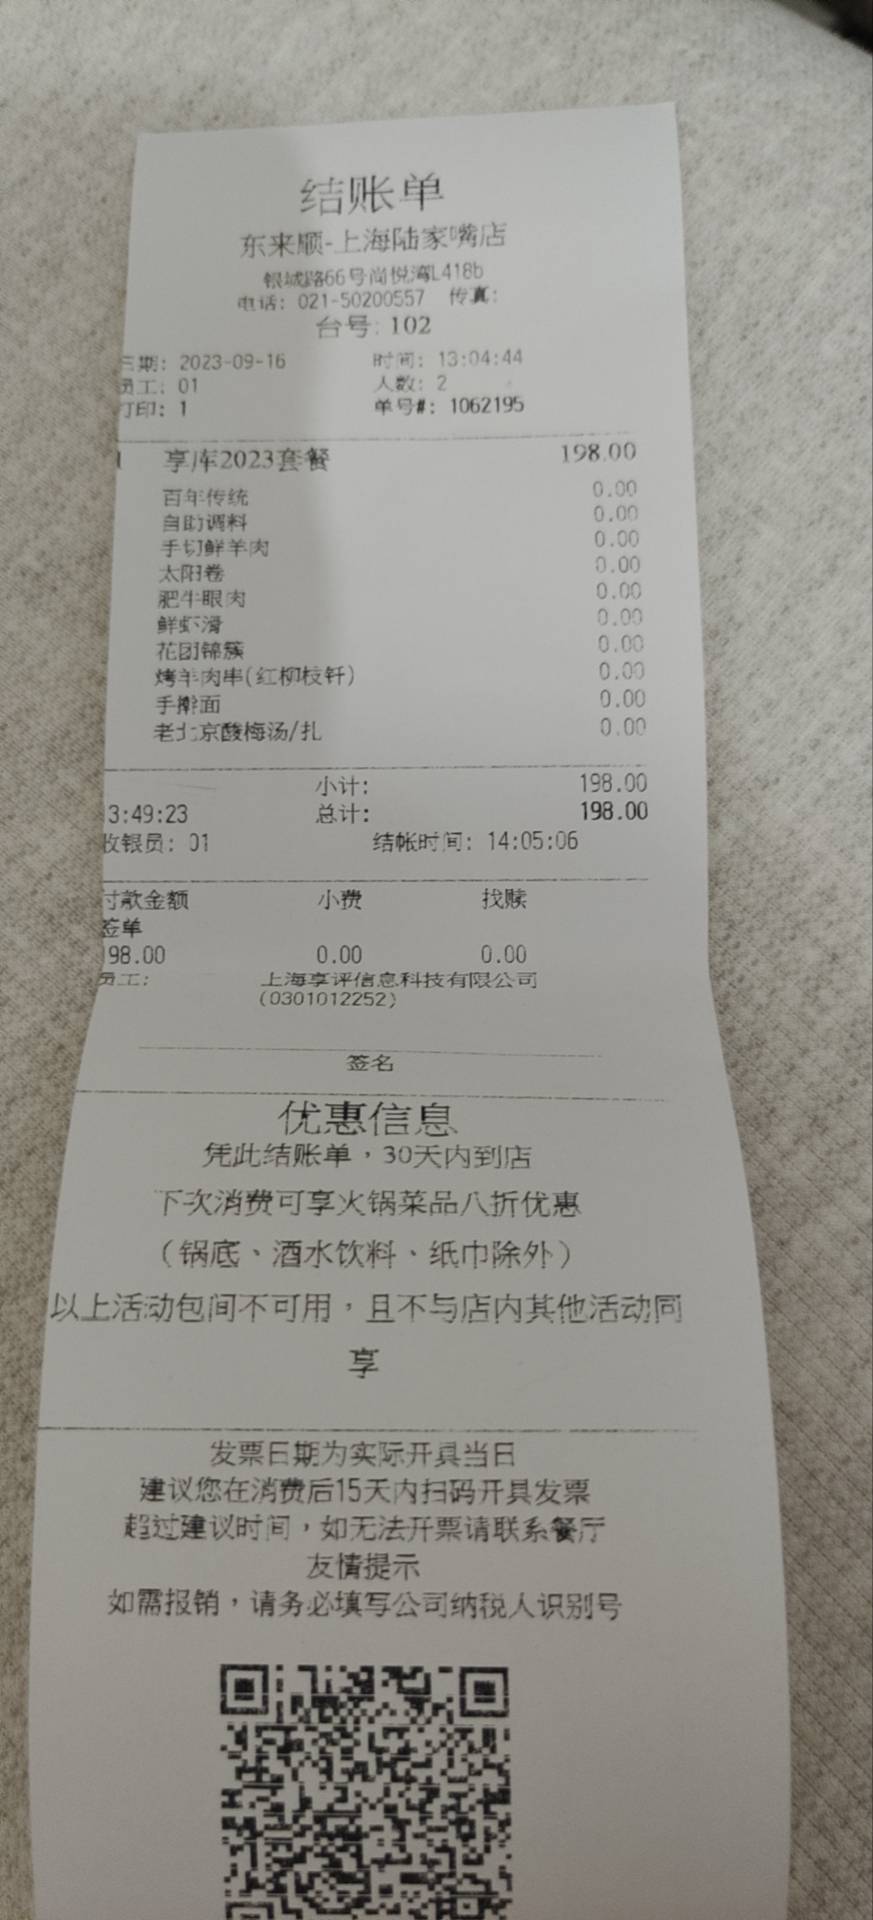 结账单
东来顺-上海陆家嘴店
银城路66号尚悦湾L418b
电话: 021-50200557 传真:
台号: 102
日期: 2023-09-16 时间: 13:04:44
员工: 01 人数: 2
打印: 1 单号#: 1062195
享库2023套餐 198.00
百年传统 0.00
自助调料 0.00
手切鲜羊肉 0.00
太阳卷 0.00
肥牛眼肉 0.00
鲜虾滑 0.00
花团锦簇 0.00
烤羊肉串(红柳枝钎) 0.00
手擀面 0.00
老北京酸梅汤/扎 0.00
小计: 198.00
3:49:23 总计: 198.00
收银员: 01 结帐时间: 14:05:06
付款金额 小费 找赎
签单
198.00 0.00 0.00
员工: 上海享评信息科技有限公司
(0301012252)
签名
优惠信息
凭此结账单，30天内到店
下次消费可享火锅菜品八折优惠
（锅底、酒水饮料、纸巾除外）
以上活动包间不可用，且不与店内其他活动同
享
发票日期为实际开具当日
建议您在消费后15天内扫码开具发票
超过建议时间，如无法开票请联系餐厅
友情提示
如需报销，请务必填写公司纳税人识别号